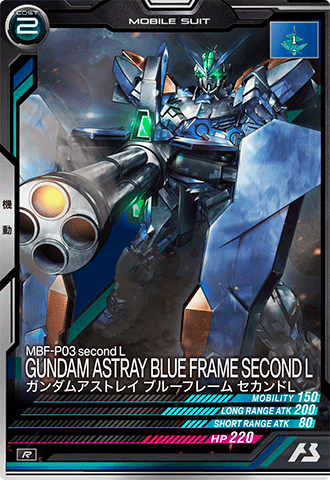 COST
2
MOBILE SUIT
1
機動
MBF-P03 second L
GUNDAM ASTRAY BLUE FRAME SECOND L
ガンダムアストレイ ブルーフレーム セカンドL
MOBILITY 150
LONG RANGE ATK 200
SHORT RANGE ATK 80
HP 220
R